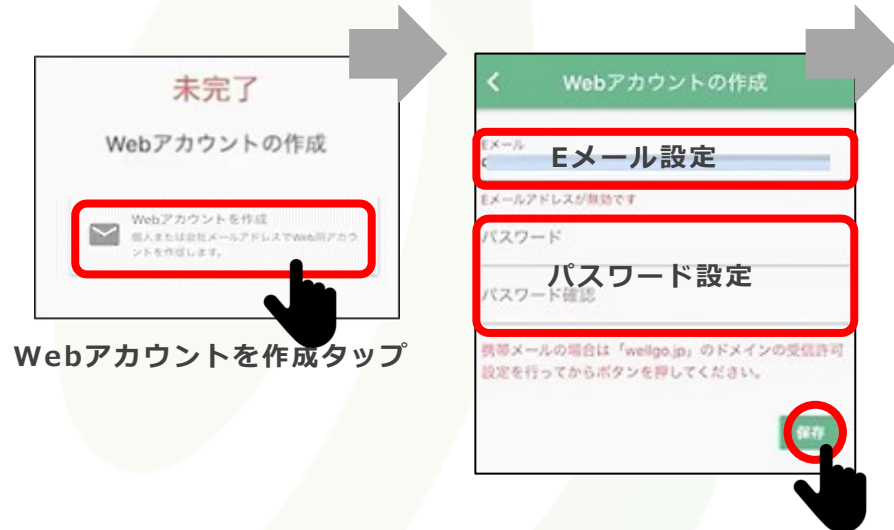 未完了
Webアカウントの作成
Webアカウントを作成
個人または会社メールアドレスでWeb用アカウ
ントを作成します。
Webアカウントを作成タップ
Webアカウントの作成
Eメール
Eメール設定
Eメールアドレスが無効です
パスワード
パスワード設定
パスワード確認
携帯メールの場合は「wellgo.jp」のドメインの受信許可
設定を行ってからボタンを押してください。
保存